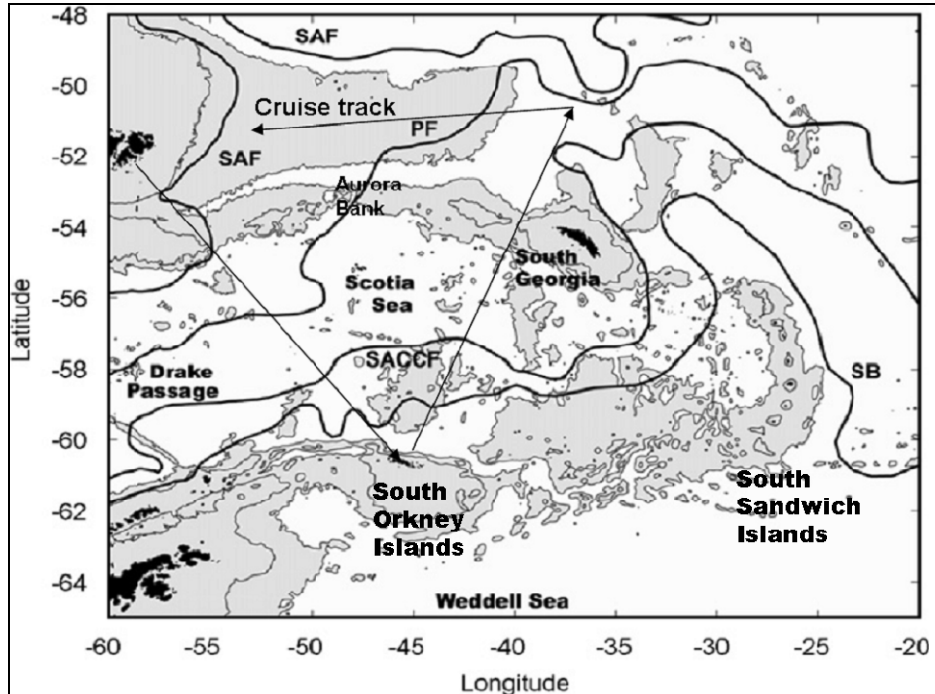 -48
SAF
-50
Cruise track
PF
-52
SAF
Aurora
Bank
-54
South
Georgia
Scotia
Sea
-56
Latitude
SACCF
Drake
Passage
-58
SB
-60
South
Orkney
Islands
South
Sandwich
Islands
-62
-64
Weddell Sea
-60 -55 -50 -45 -40 -35 -30 -25 -20
Longitude